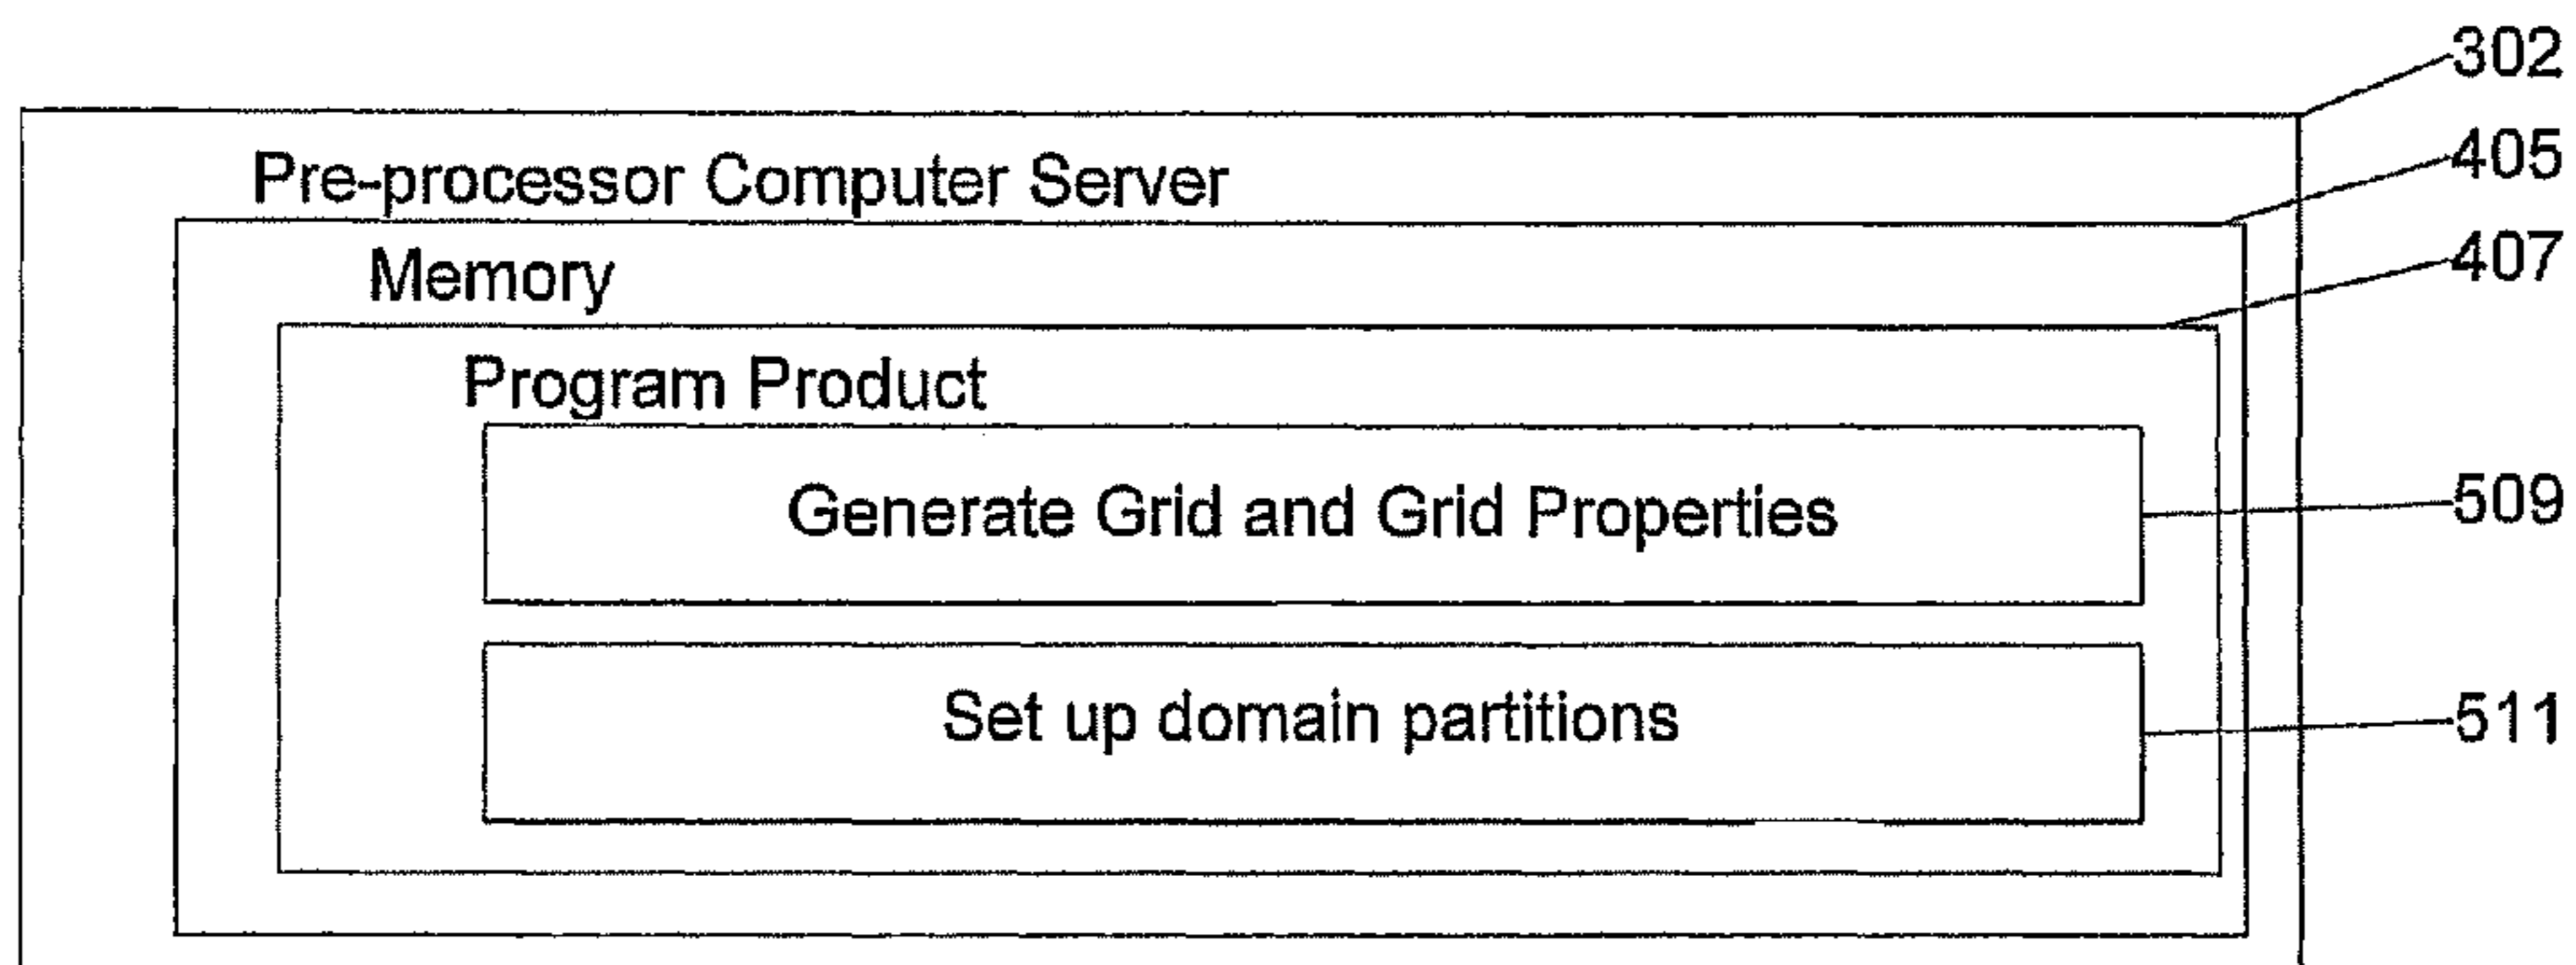 302
Pre-processor Computer Server
405
Memory
407
Program Product
Generate Grid and Grid Properties
509
Set up domain partitions
511